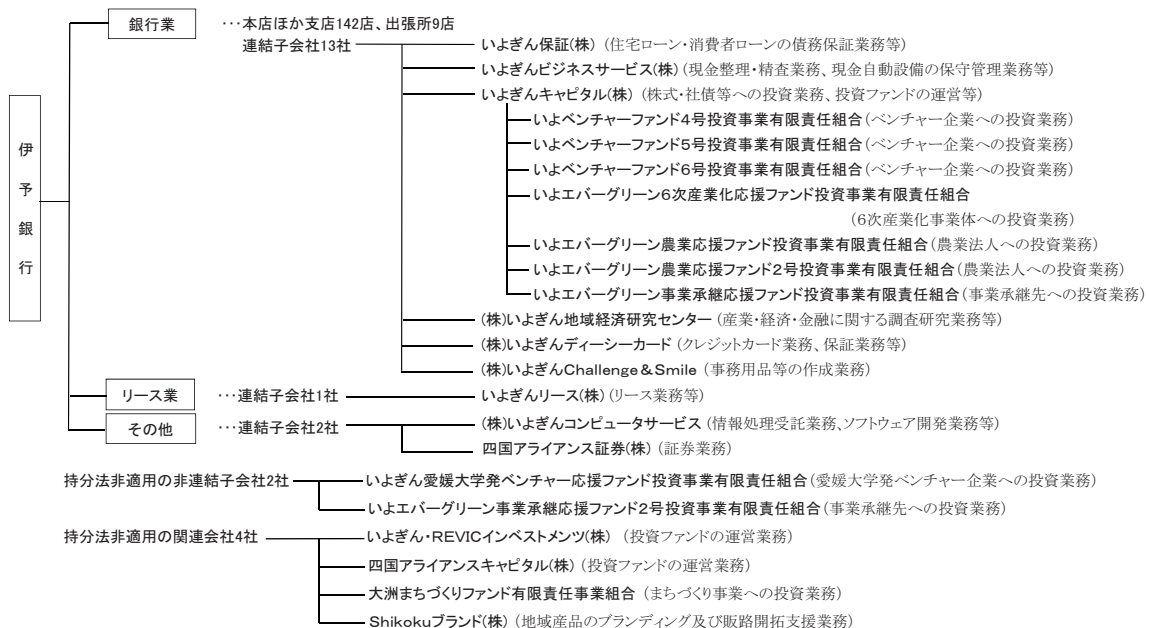 銀行業 ･･･本店ほか支店142店、出張所9店
連結子会社13社
いよぎん保証(株) (住宅ローン・消費者ローンの債務保証業務等)
いよぎんビジネスサービス(株) (現金整理・精査業務、現金自動設備の保守管理業務等)
いよぎんキャピタル(株) (株式・社債等への投資業務、投資ファンドの運営等)
いよベンチャーファンド4号投資事業有限責任組合(ベンチャー企業への投資業務)
いよベンチャーファンド5号投資事業有限責任組合(ベンチャー企業への投資業務)
いよベンチャーファンド6号投資事業有限責任組合(ベンチャー企業への投資業務)
いよエバーグリーン6次産業化応援ファンド投資事業有限責任組合
(6次産業化事業体への投資業務)
いよエバーグリーン農業応援ファンド投資事業有限責任組合(農業法人への投資業務)
いよエバーグリーン農業応援ファンド2号投資事業有限責任組合(農業法人への投資業務)
いよエバーグリーン事業承継応援ファンド投資事業有限責任組合(事業承継先への投資業務)
(株)いよぎん地域経済研究センター (産業・経済・金融に関する調査研究業務等)
(株)いよぎんディーシーカード (クレジットカード業務、保証業務等)
(株)いよぎんChallenge&Smile (事務用品等の作成業務)
伊予銀行
リース業 ･･･連結子会社1社 いよぎんリース(株) (リース業務等)
その他 ･･･連結子会社2社 (株)いよぎんコンピュータサービス (情報処理受託業務、ソフトウェア開発業務等)
四国アライアンス証券(株) (証券業務)
持分法非適用の非連結子会社2社 いよぎん愛媛大学発ベンチャー応援ファンド投資事業有限責任組合(愛媛大学発ベンチャー企業への投資業務)
いよエバーグリーン事業承継応援ファンド2号投資事業有限責任組合(事業承継先への投資業務)
持分法非適用の関連会社4社 いよぎん・REVICインベストメンツ(株) (投資ファンドの運営業務)
四国アライアンスキャピタル(株) (投資ファンドの運営業務)
大洲まちづくりファンド有限責任事業組合 (まちづくり事業への投資業務)
Shikokuブランド(株) (地域産品のブランディング及び販路開拓支援業務)